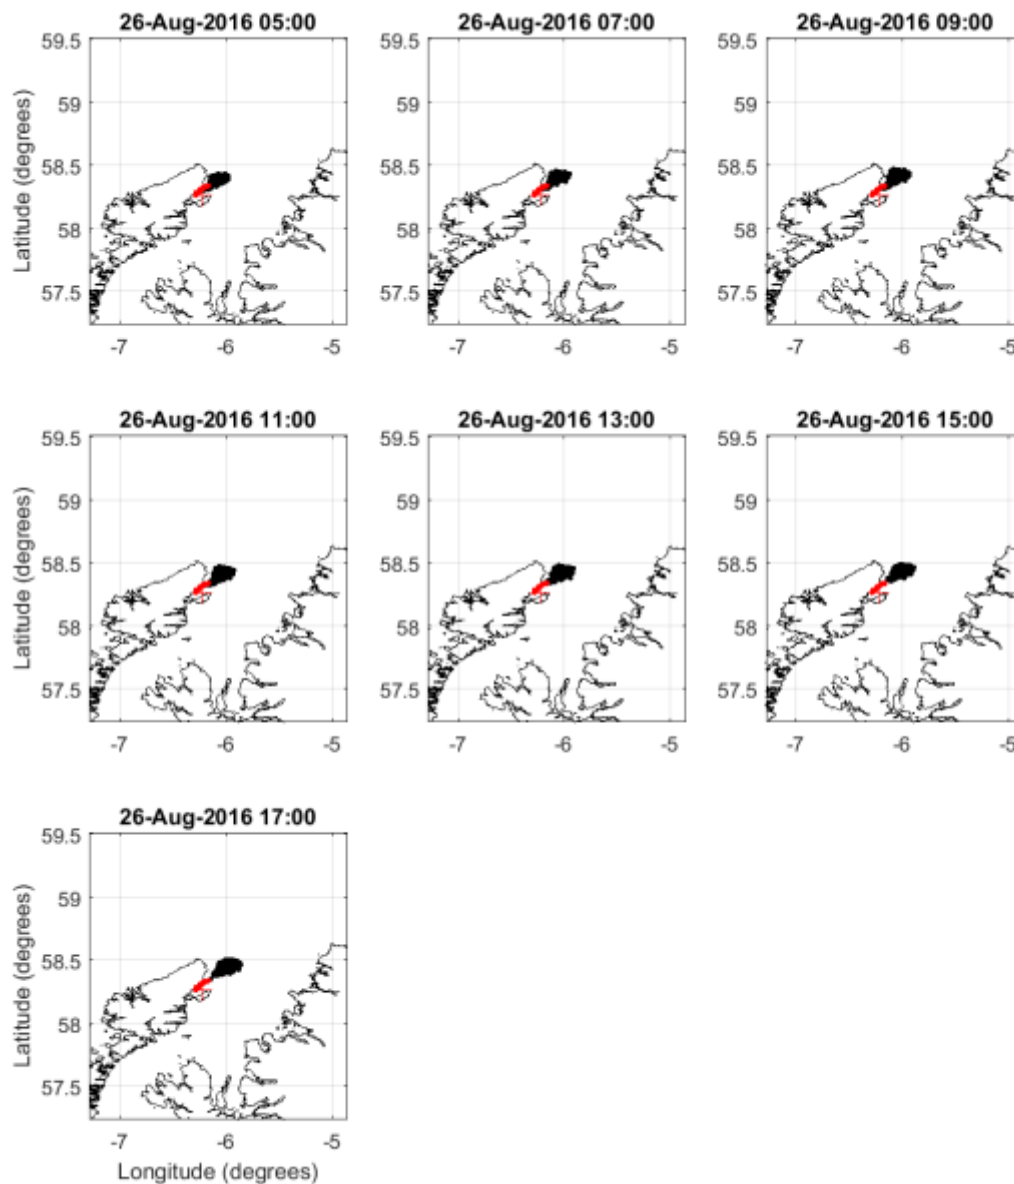 26-Aug-2016 05:00 26-Aug-2016 07:00 26-Aug-2016 09:00
59.5 59.5 59.5
59 59 59
58.5 58.5 58.5
58 58 58
57.5 57.5 57.5
Latitude (degrees)
-7 -6 -5 -7 -6 -5 -7 -6 -5
26-Aug-2016 11:00 26-Aug-2016 13:00 26-Aug-2016 15:00
59.5 59.5 59.5
59 59 59
58.5 58.5 58.5
58 58 58
57.5 57.5 57.5
Latitude (degrees)
-7 -6 -5 -7 -6 -5 -7 -6 -5
26-Aug-2016 17:00
59.5
59
58.5
58
57.5
Latitude (degrees)
-7 -6 -5
Longitude (degrees)